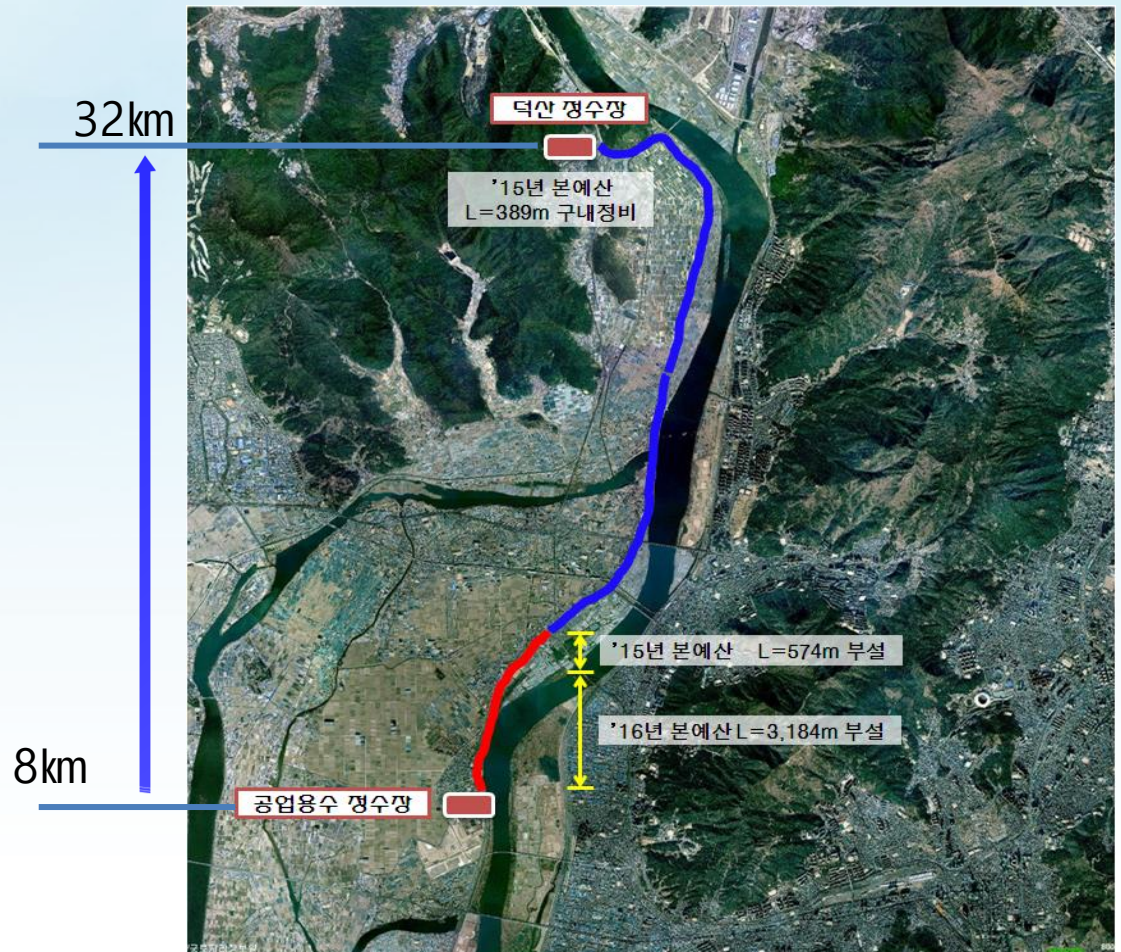 32km
덕산 정수장
'15년 본예산
L=389m 구내정비
'15년 본예산 L=574m 부설
'16년 본예산 L=3,184m 부설
8km
공업용수 정수장